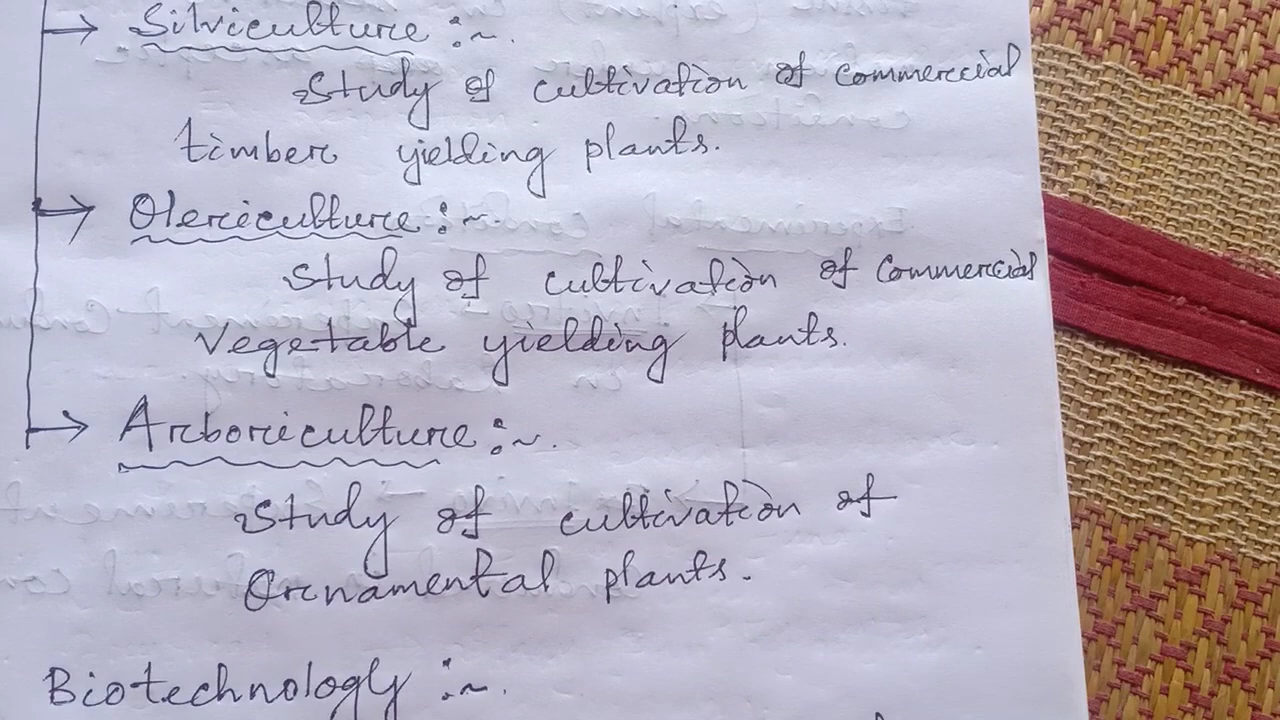 Silviculture :~.
Study of cultivation of commercial
timber yielding plants.
Olericulture :~.
Study of cultivation of Commercial
Vegetable yielding plants.
Arboriculture :~.
Study of cultivation of
Ornamental plants.
Biotechnology :~.